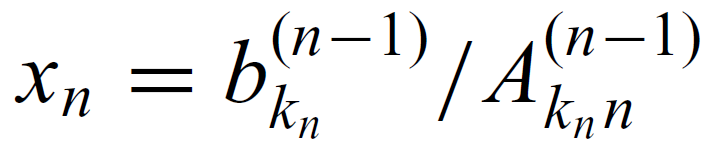 $x_n = b_{k_n}^{(n-1)} / A_{k_n n}^{(n-1)}$